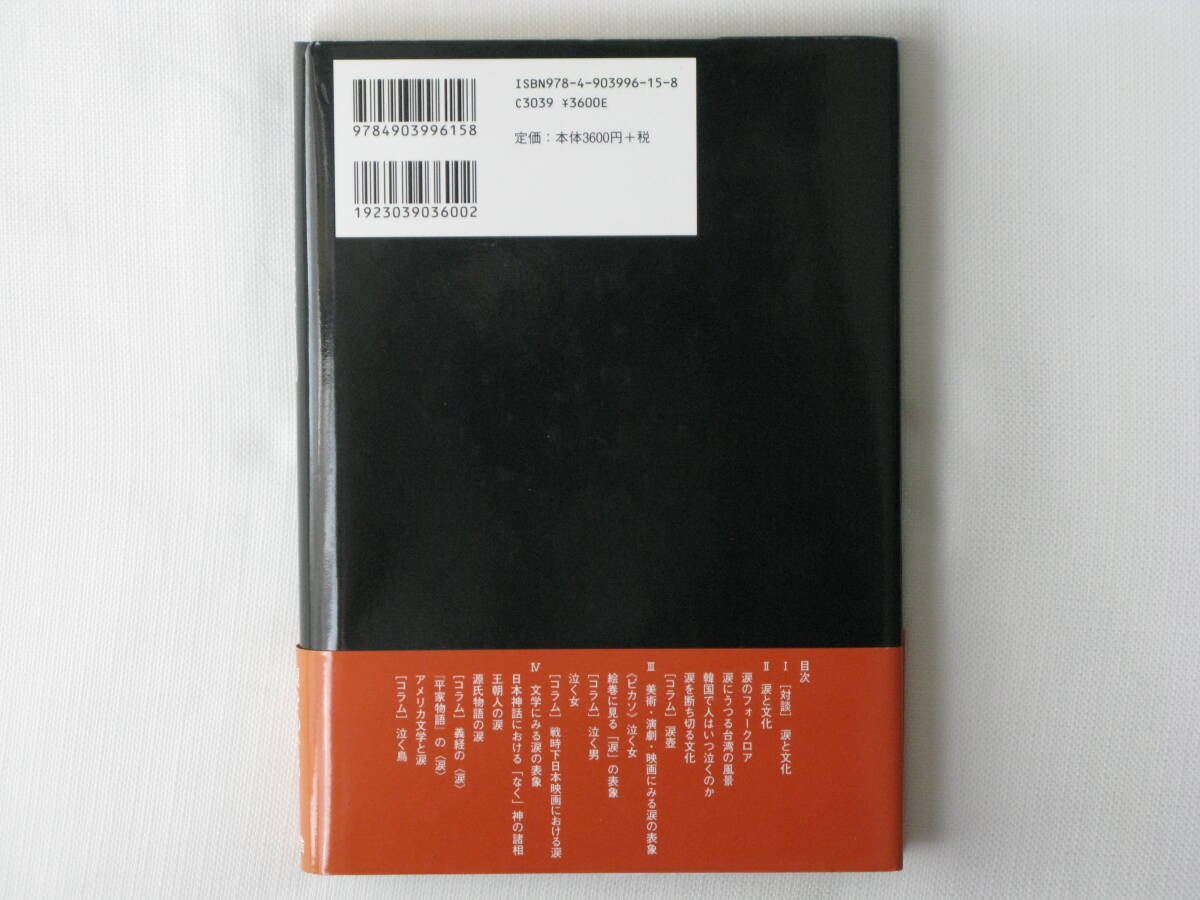 ISBN978-4-903996-15-8
C3039 ¥3600E
定価：本体3600円＋税
9784903996158
1923039036002
目次
Ⅰ ［対談］ 涙と文化
Ⅱ 涙と文化
涙のフォークロア
涙にうつる台湾の風景
韓国で人はいつ泣くのか
涙を断ち切る文化
［コラム］ 涙壺
Ⅲ 美術・演劇・映画にみる涙の表象
〈ピカソ〉泣く女
絵巻に見る「涙」の表象
［コラム］ 泣く男
泣く女
［コラム］ 戦時下日本映画における涙
Ⅳ 文学にみる涙の表象
日本神話における「なく」神の諸相
王朝人の涙
源氏物語の涙
［コラム］ 義経の〈涙〉
『平家物語』の〈涙〉
アメリカ文学と涙
［コラム］ 泣く鳥